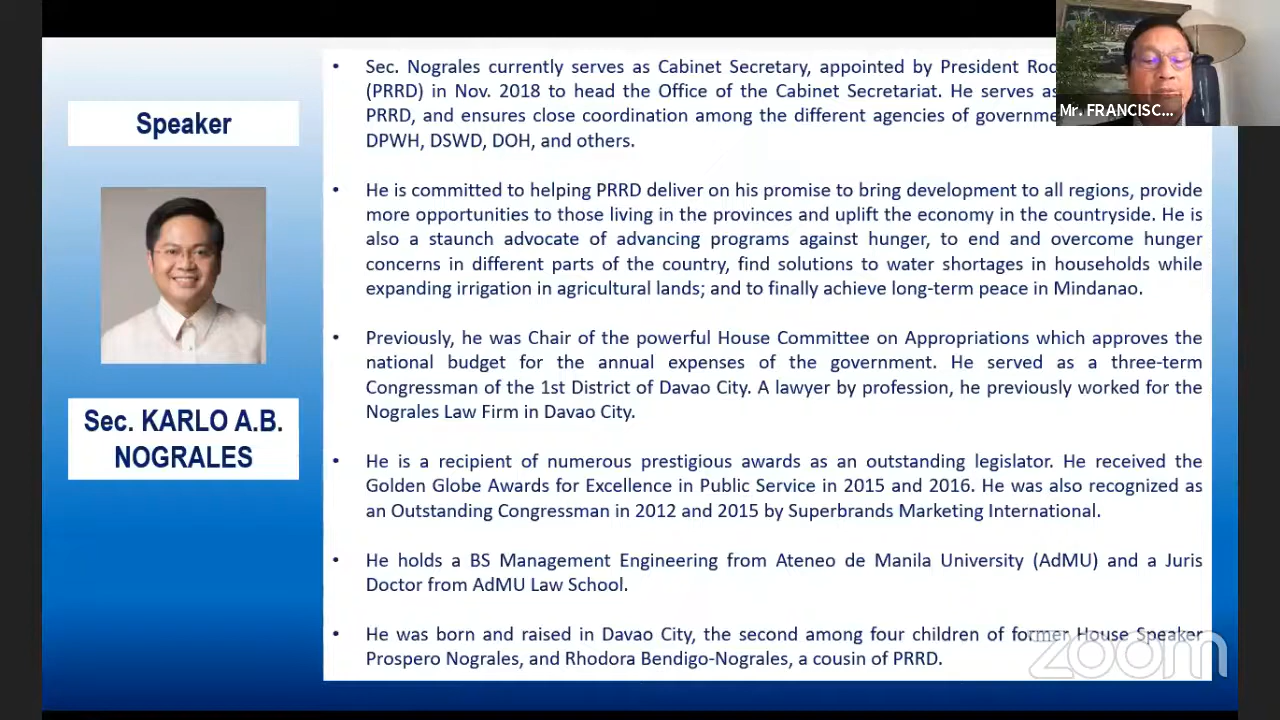 Speaker
Sec. KARLO A.B.
NOGRALES
• Sec. Nograles currently serves as Cabinet Secretary, appointed by President
(PRRD) in Nov. 2018 to head the Office of the Cabinet Secretariat. He serves
PRRD, and ensures close coordination among the different agencies of
DPWH, DSWD, DOH, and others.
• He is committed to helping PRRD deliver on his promise to bring development to all regions, provide
more opportunities to those living in the provinces and uplift the economy in the countryside. He is
also a staunch advocate of advancing programs against hunger, to end and overcome hunger
concerns in different parts of the country, find solutions to water shortages in households while
expanding irrigation in agricultural lands; and to finally achieve long-term peace in Mindanao.
• Previously, he was Chair of the powerful House Committee on Appropriations which approves the
national budget for the annual expenses of the government. He served as a three-term
Congressman of the 1st District of Davao City. A lawyer by profession, he previously worked for the
Nograles Law Firm in Davao City.
• He is a recipient of numerous prestigious awards as an outstanding legislator. He received the
Golden Globe Awards for Excellence in Public Service in 2015 and 2016. He was also recognized as
an Outstanding Congressman in 2012 and 2015 by Superbrands Marketing International.
• He holds a BS Management Engineering from Ateneo de Manila University (AdMU) and a Juris
Doctor from AdMU Law School.
• He was born and raised in Davao City, the second among four children of former House Speaker
Prospero Nograles, and Rhodora Bendigo-Nograles, a cousin of PRRD.
Mr. FRANCISC...
zoom